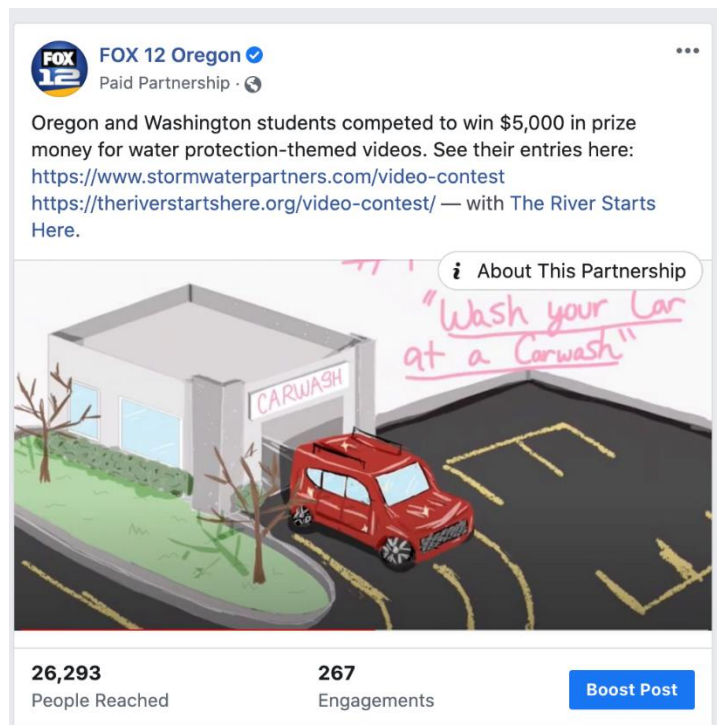 FOX
12
FOX 12 Oregon
Paid Partnership ·
Oregon and Washington students competed to win $5,000 in prize
money for water protection-themed videos. See their entries here:
https://www.stormwaterpartners.com/video-contest
https://theriverstartshere.org/video-contest/ — with The River Starts
Here.
i About This Partnership
"Wash your Car
at a Carwash"
CARWASH
26,293
267
People Reached
Engagements
Boost Post